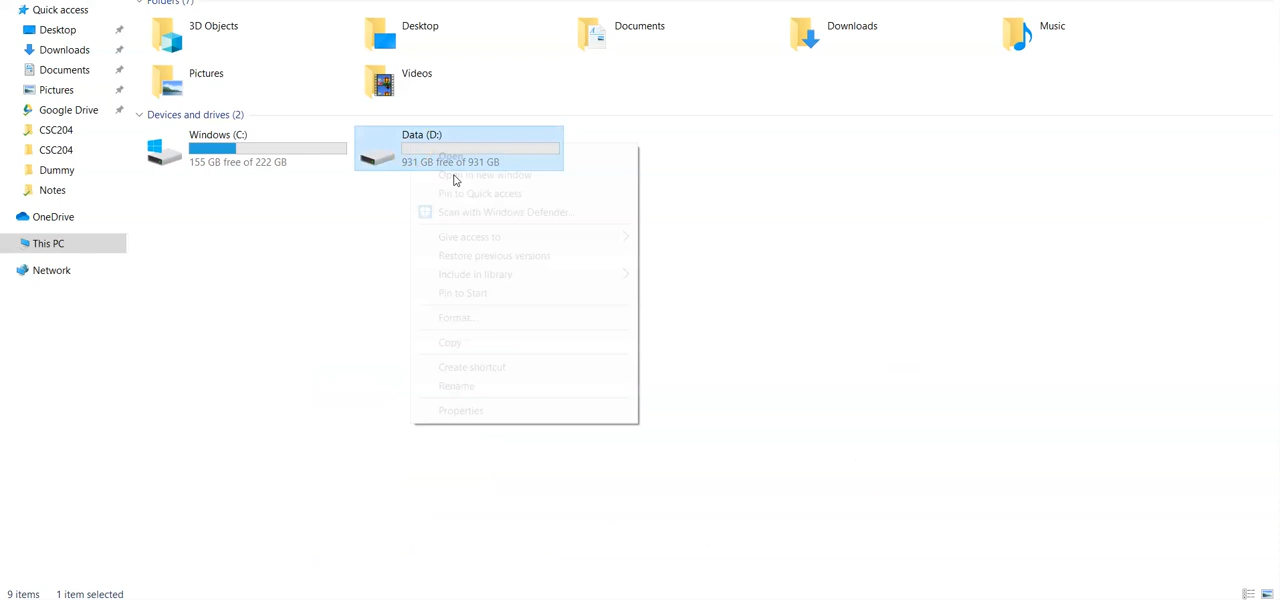 Quick access
Desktop
Downloads
Documents
Pictures
Google Drive
CSC204
CSC204
Dummy
Notes
OneDrive
This PC
Network
Folders (7)
3D Objects
Desktop
Documents
Downloads
Music
Pictures
Videos
Devices and drives (2)
Windows (C:)
155 GB free of 222 GB
Data (D:)
931 GB free of 931 GB
Open
Open in new window
Pin to Quick access
Scan with Windows Defender...
Give access to
Restore previous versions
Include in library
Pin to Start
Format...
Copy
Create shortcut
Rename
Properties
9 items
1 item selected